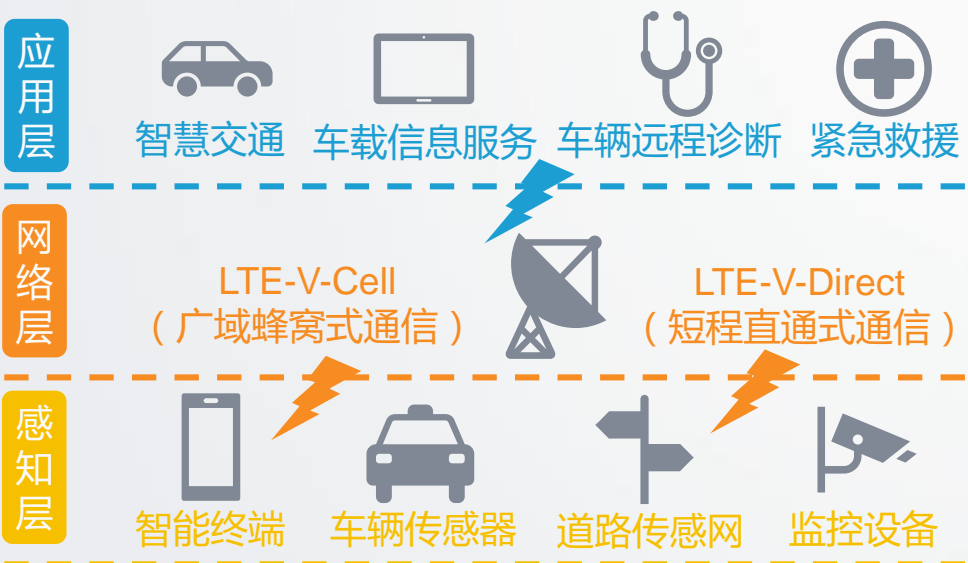 应用层
智慧交通
车载信息服务
车辆远程诊断
紧急救援
网络层
LTE-V-Cell
（广域蜂窝式通信）
LTE-V-Direct
（短程直通式通信）
感知层
智能终端
车辆传感器
道路传感网
监控设备